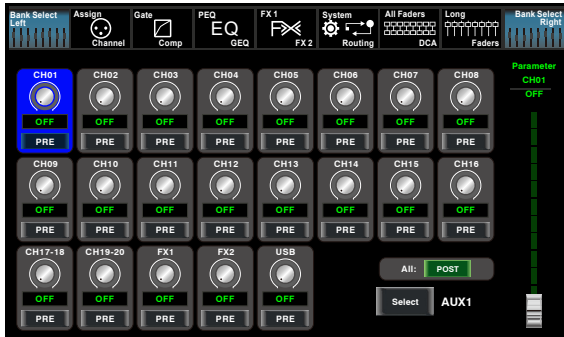 Bank Select
Left
Assign
Channel
Gate
Comp
PEQ
EQ
GEQ
FX 1
FX 2
System
Routing
All Faders
DCA
Long
Faders
Bank Select
Right
Parameter
CH01
OFF
CH01 CH02 CH03 CH04 CH05 CH06 CH07 CH08
OFF OFF OFF OFF OFF OFF OFF OFF
PRE PRE PRE PRE PRE PRE PRE PRE
CH09 CH10 CH11 CH12 CH13 CH14 CH15 CH16
OFF OFF OFF OFF OFF OFF OFF OFF
PRE PRE PRE PRE PRE PRE PRE PRE
CH17-18 CH19-20 FX1 FX2 USB
OFF OFF OFF OFF OFF
PRE PRE PRE PRE PRE
All: POST
Select AUX1